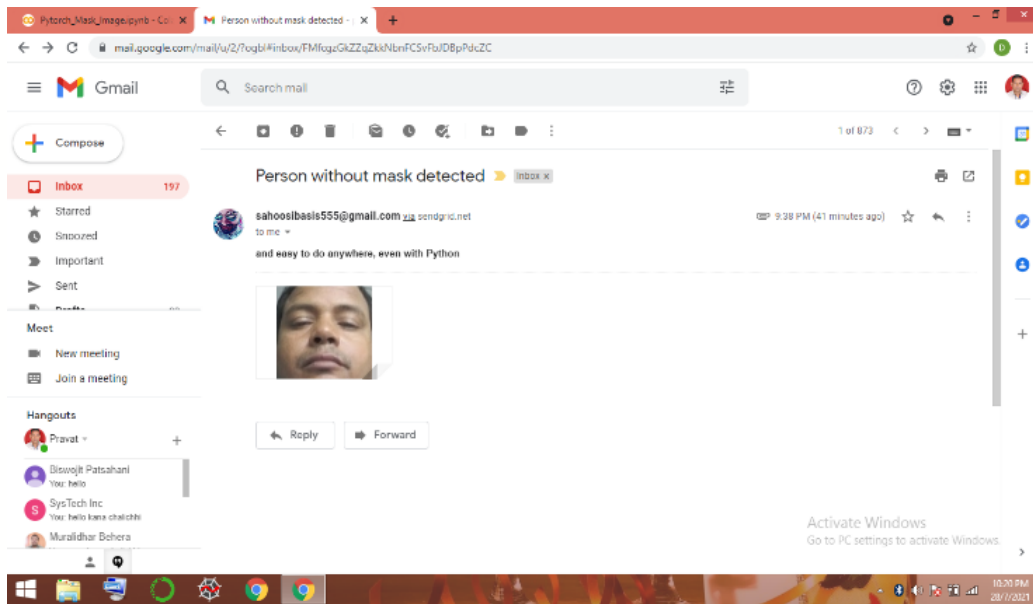 Pytorch_Mask_Image.ipynb - Col
Person without mask detected -
mail.google.com/mail/u/2/?ogbl#inbox/
Gmail
Search mail
Compose
1 of 873
Inbox 197
Person without mask detected Inbox x
Starred
sahoosibasis555@gmail.com via sendgrid.net 9:38 PM (41 minutes ago)
Snoozed
to me
Important
and easy to do anywhere, even with Python
Sent
Drafts
Meet
New meeting
Join a meeting
Hangouts
Pravat
Reply Forward
Biswojit Patsahani
You: hello
SysTech Inc
You: hello kana chalichhi
Muralidhar Behera
Activate Windows
Go to PC settings to activate Windows.
10:20 PM
28/7/2021